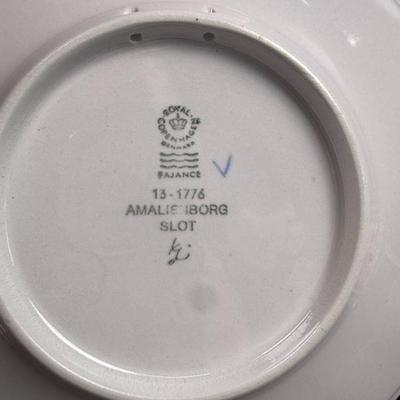 ROYAL
COPENHAGEN
DENMARK
FAJANCE
13-1776
AMALIENBORG
SLOT